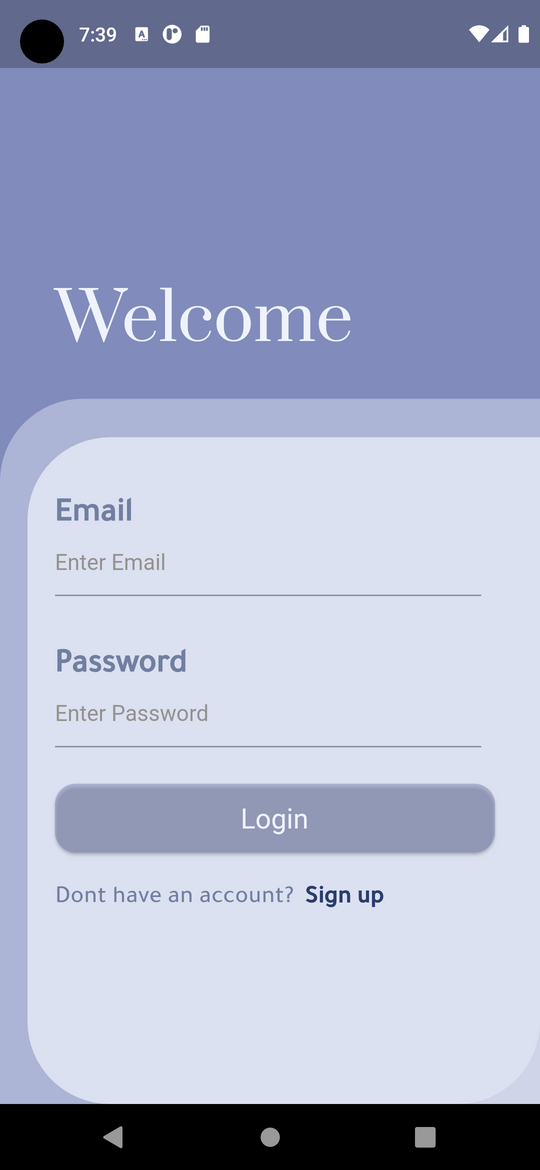 7:39
Welcome
Email
Enter Email
Password
Enter Password
Login
Dont have an account? Sign up